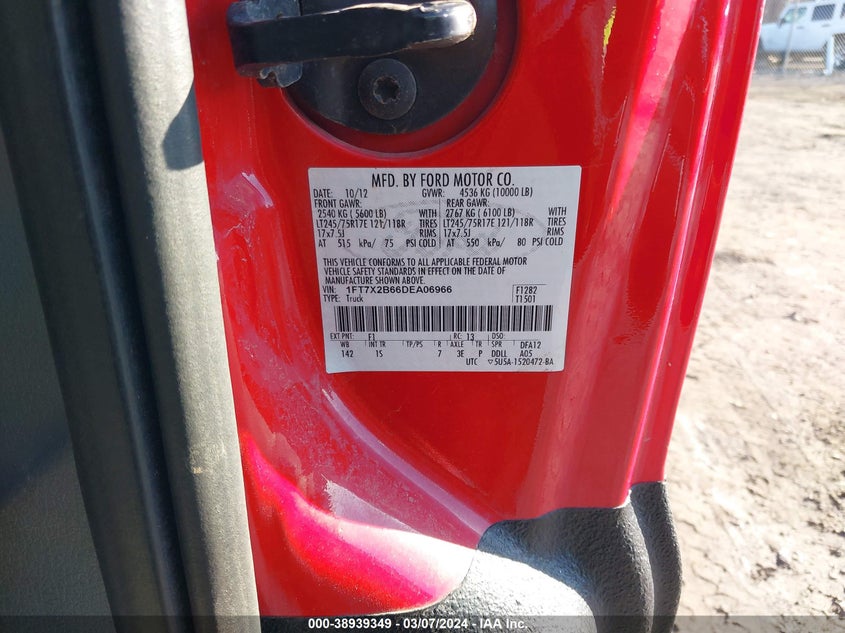 MFD. BY FORD MOTOR CO.
DATE: 10/12 GVWR: 4536 KG (10000 LB)
FRONT GAWR: REAR GAWR:
2540 KG ( 5600 LB) WITH 2767 KG ( 6100 LB) WITH
LT245/75R17E 121/118R TIRES LT245/75R17E 121/118R TIRES
17x7.5J RIMS 17x7.5J RIMS
AT 515 kPa/ 75 PSI COLD AT 550 kPa/ 80 PSI COLD
THIS VEHICLE CONFORMS TO ALL APPLICABLE FEDERAL MOTOR
VEHICLE SAFETY STANDARDS IN EFFECT ON THE DATE OF
MANUFACTURE SHOWN ABOVE.
VIN: 1FT7X2B66DEA06966 F1282
TYPE: Truck T1501
EXT PNT: F1 RC: 13 DSO:
WB INT TR TP/PS R AXLE TR SPR DFA12
142 IS 7 3E P DDLL A05
UTC ▽5U5A-1520472-BA
000-38939349 - 03/07/2024 - IAA Inc.